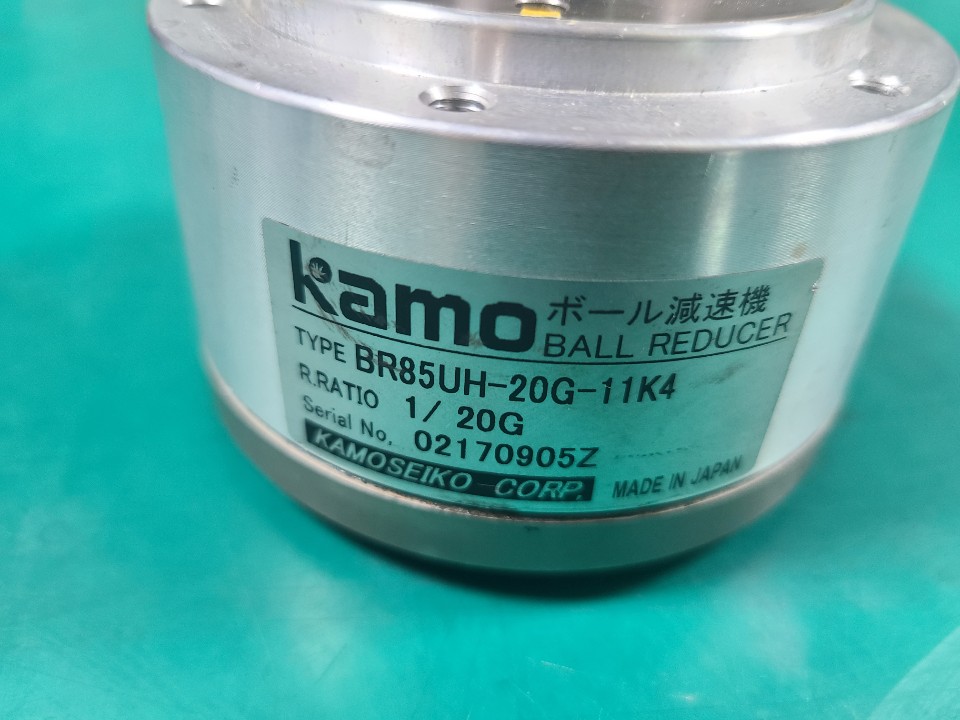 Kamo ボール減速機
BALL REDUCER
TYPE BR85UH-20G-11K4
R.RATIO 1/ 20G
Serial No. 02170905Z
KAMOSEIKO CORP. MADE IN JAPAN